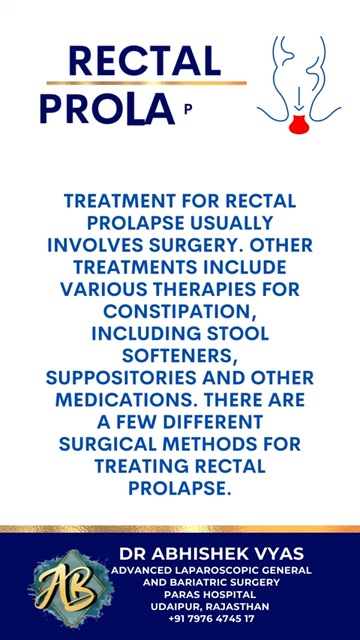 RECTAL
PROLA P
TREATMENT FOR RECTAL
PROLAPSE USUALLY
INVOLVES SURGERY. OTHER
TREATMENTS INCLUDE
VARIOUS THERAPIES FOR
CONSTIPATION,
INCLUDING STOOL
SOFTENERS,
SUPPOSITORIES AND OTHER
MEDICATIONS. THERE ARE
A FEW DIFFERENT
SURGICAL METHODS FOR
TREATING RECTAL
PROLAPSE.
AB
DR ABHISHEK VYAS
ADVANCED LAPAROSCOPIC GENERAL
AND BARIATRIC SURGERY
PARAS HOSPITAL
UDAIPUR, RAJASTHAN
+91 7976 4745 17